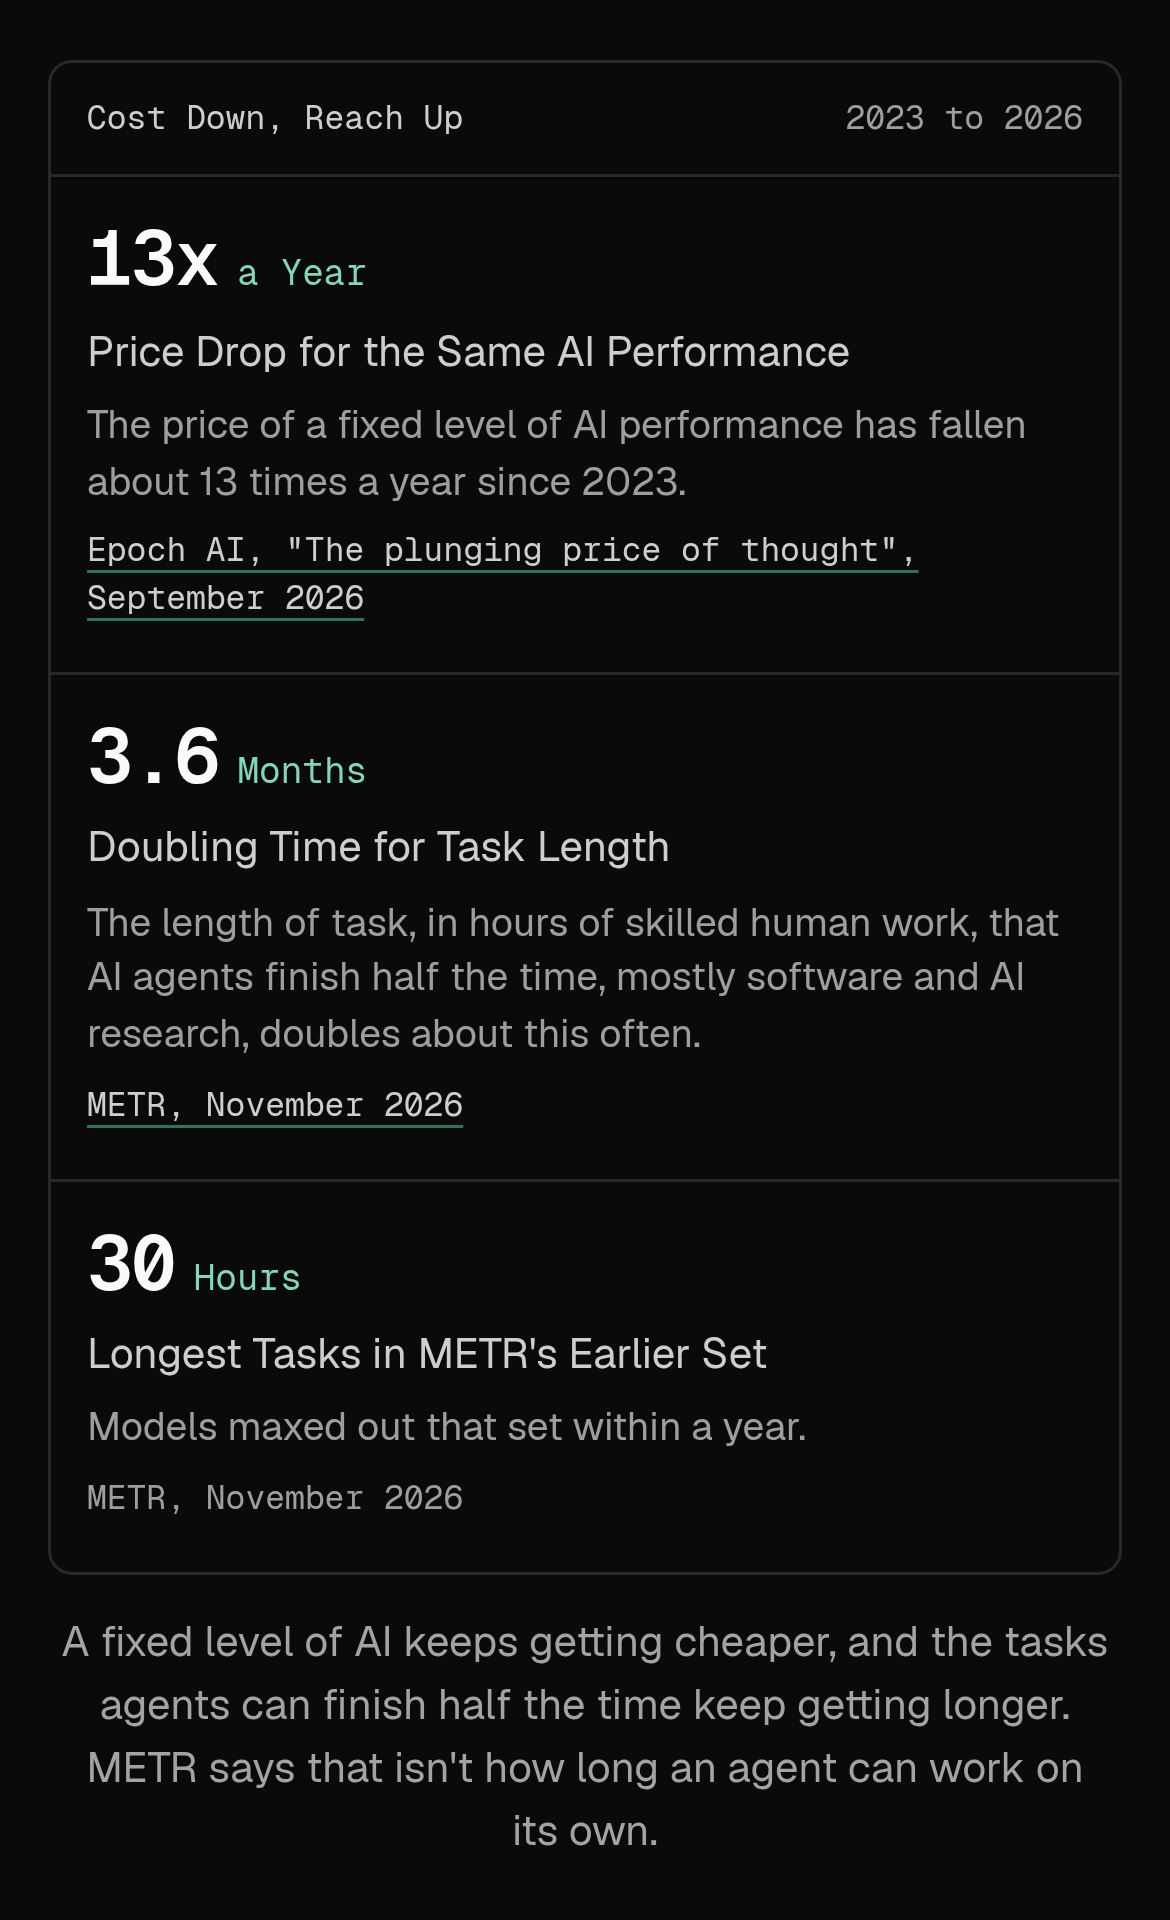 Cost Down, Reach Up
2023 to 2026
13x a Year
Price Drop for the Same AI Performance
The price of a fixed level of AI performance has fallen
about 13 times a year since 2023.
Epoch AI, "The plunging price of thought",
September 2026
3.6 Months
Doubling Time for Task Length
The length of task, in hours of skilled human work, that
AI agents finish half the time, mostly software and AI
research, doubles about this often.
METR, November 2026
30 Hours
Longest Tasks in METR's Earlier Set
Models maxed out that set within a year.
METR, November 2026
A fixed level of AI keeps getting cheaper, and the tasks
agents can finish half the time keep getting longer.
METR says that isn't how long an agent can work on
its own.